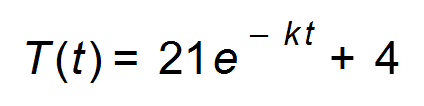 T(t) = 21e^{– kt} + 4